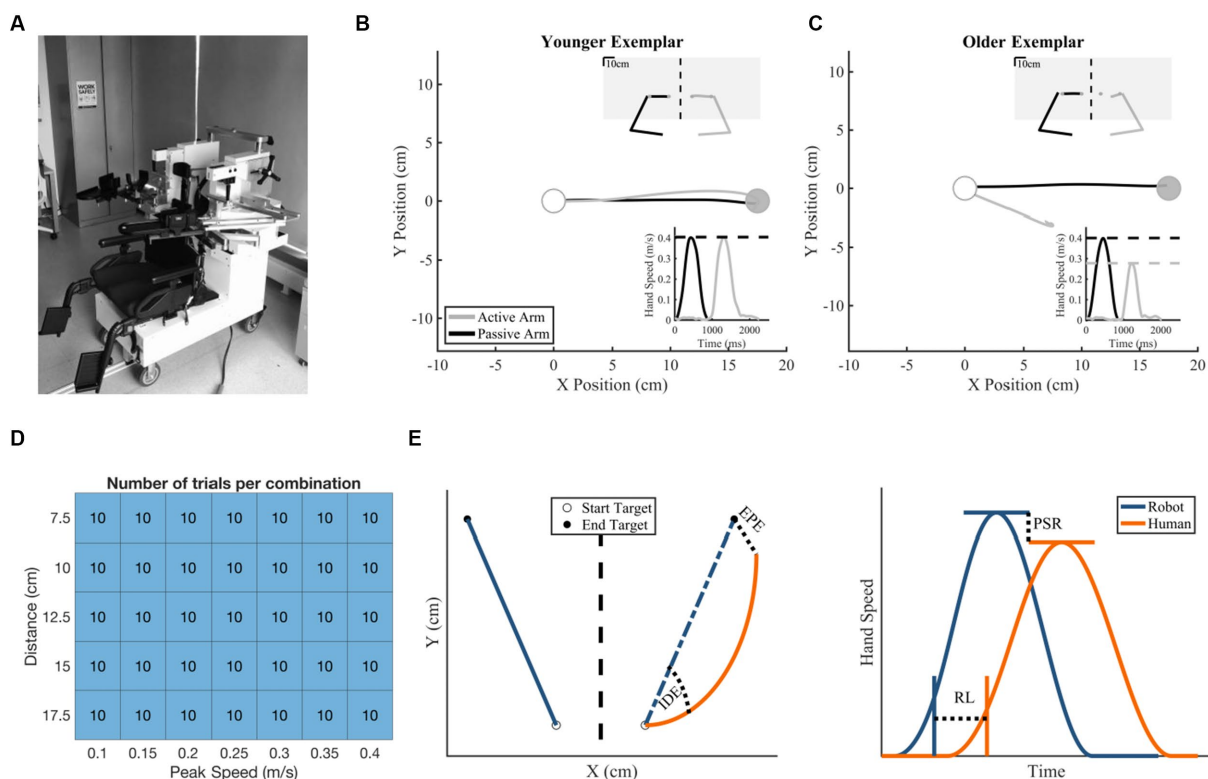 A
WORK
SAFELY
B
Younger Exemplar
10cm
10
5
0
-5
-10
Y Position (cm)
Active Arm
Passive Arm
-10 -5 0 5 10 15 20
X Position (cm)
0.4
0.3
0.2
0.1
0
Hand Speed (m/s)
0 1000 2000
Time (ms)
C
Older Exemplar
10cm
10
5
0
-5
-10
Y Position (cm)
-10 -5 0 5 10 15 20
X Position (cm)
0.4
0.3
0.2
0.1
0
Hand Speed (m/s)
0 1000 2000
Time (ms)
D
Number of trials per combination
Distance (cm)
7.5 10 10 10 10 10 10 10
10 10 10 10 10 10 10 10
12.5 10 10 10 10 10 10 10
15 10 10 10 10 10 10 10
17.5 10 10 10 10 10 10 10
0.1 0.15 0.2 0.25 0.3 0.35 0.4
Peak Speed (m/s)
E
Start Target
End Target
EPE
IDE
Y (cm)
X (cm)
Robot
Human
PSR
RL
Hand Speed
Time